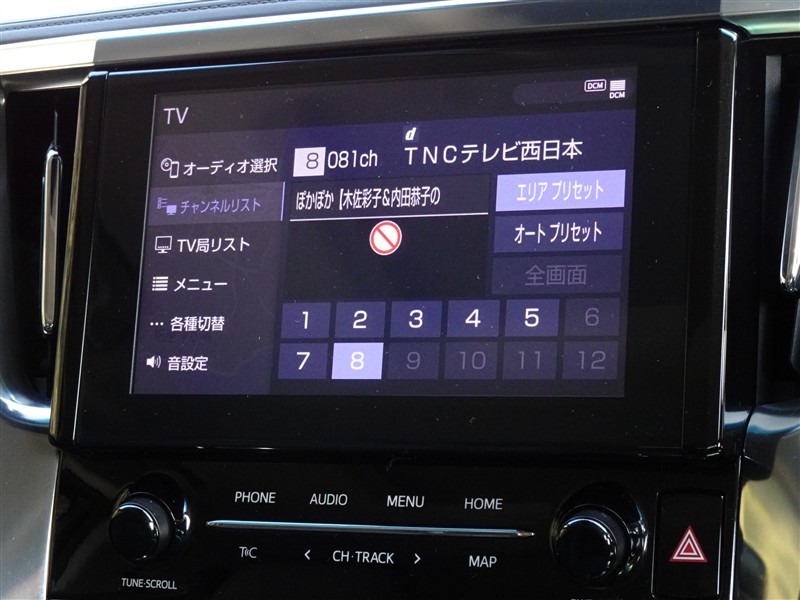 DCM
TV
DCM
d
オーディオ選択
8 081ch TNCテレビ西日本
チャンネルリスト
ぽかぽか【木佐彩子&内田恭子の
エリア プリセット
TV局リスト
オート プリセット
メニュー
全画面
各種切替
1 2 3 4 5 6
音設定
7 8 9 10 11 12
PHONE AUDIO MENU HOME
T C < CH·TRACK > MAP
TUNE·SCROLL